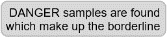 DANGER samples are found
which make up the borderline